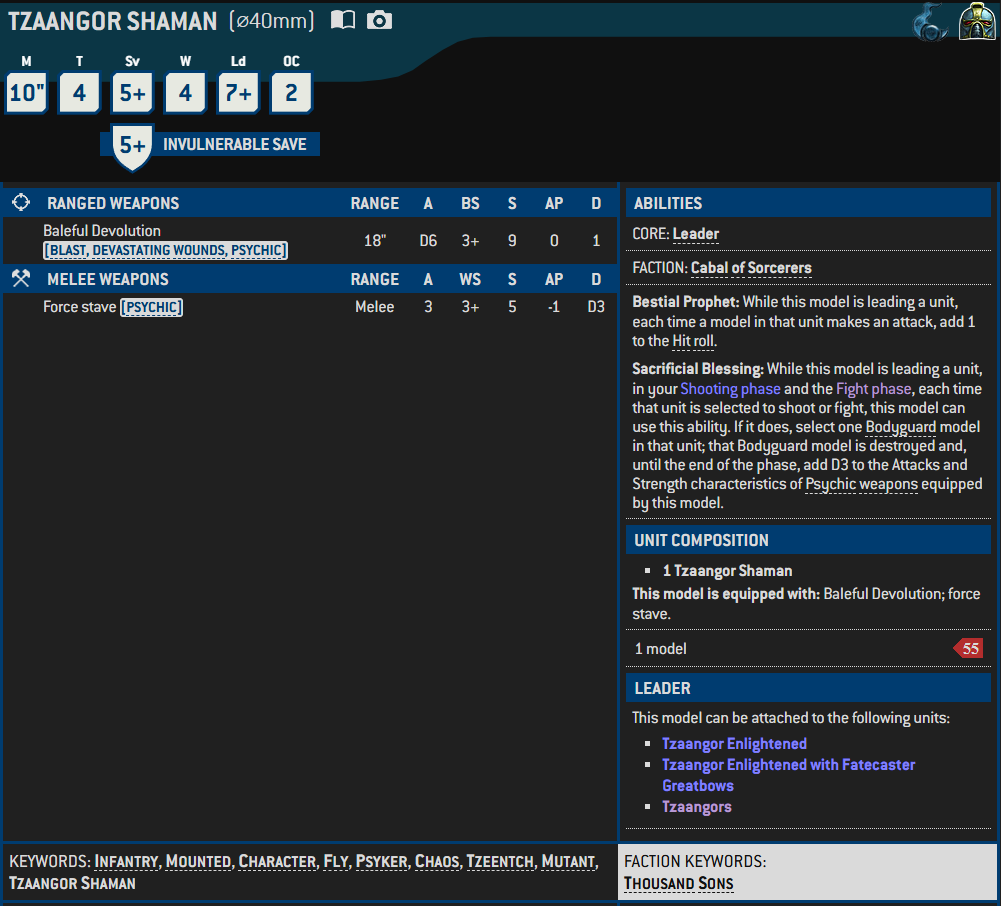 TZAANGOR SHAMAN (⌀40mm)
M T Sv W Ld OC
10" 4 5+ 4 7+ 2
5+ INVULNERABLE SAVE
RANGED WEAPONS RANGE A BS S AP D
Baleful Devolution
[BLAST, DEVASTATING WOUNDS, PSYCHIC]
18" D6 3+ 9 0 1
MELEE WEAPONS RANGE A WS S AP D
Force stave [PSYCHIC] Melee 3 3+ 5 -1 D3
ABILITIES
CORE: Leader
FACTION: Cabal of Sorcerers
Bestial Prophet: While this model is leading a unit,
each time a model in that unit makes an attack, add 1
to the Hit roll.
Sacrificial Blessing: While this model is leading a unit,
in your Shooting phase and the Fight phase, each time
that unit is selected to shoot or fight, this model can
use this ability. If it does, select one Bodyguard model
in that unit; that Bodyguard model is destroyed and,
until the end of the phase, add D3 to the Attacks and
Strength characteristics of Psychic weapons equipped
by this model.
UNIT COMPOSITION
▪ 1 Tzaangor Shaman
This model is equipped with: Baleful Devolution; force
stave.
1 model 55
LEADER
This model can be attached to the following units:
▪ Tzaangor Enlightened
▪ Tzaangor Enlightened with Fatecaster
Greatbows
▪ Tzaangors
KEYWORDS: INFANTRY, MOUNTED, CHARACTER, FLY, PSYKER, CHAOS, TZEENTCH, MUTANT,
TZAANGOR SHAMAN
FACTION KEYWORDS:
THOUSAND SONS